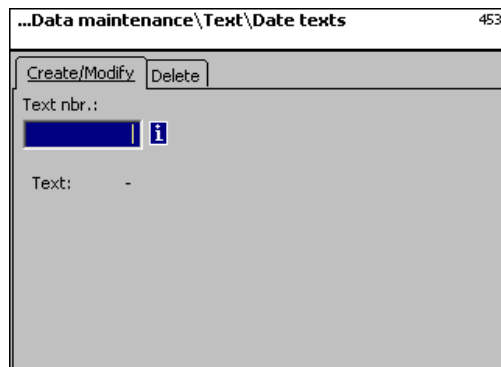 ...Data maintenance\Text\Date texts 453
Create/Modify Delete
Text nbr.:
i
Text: -